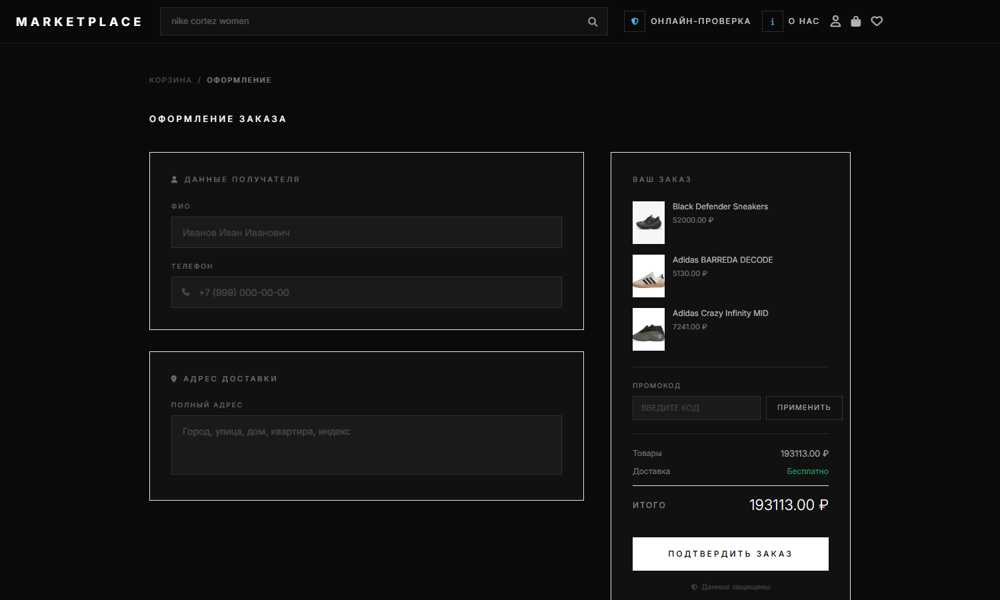 MARKETPLACE
nike cortez women
ОНЛАЙН-ПРОВЕРКА
О НАС
КОРЗИНА / ОФОРМЛЕНИЕ
ОФОРМЛЕНИЕ ЗАКАЗА
ДАННЫЕ ПОЛУЧАТЕЛЯ
ФИО
Иванов Иван Иванович
ТЕЛЕФОН
+7 (999) 000-00-00
АДРЕС ДОСТАВКИ
ПОЛНЫЙ АДРЕС
Город, улица, дом, квартира, индекс
ВАШ ЗАКАЗ
Black Defender Sneakers
52000.00 ₽
Adidas BARREDA DECODE
5130.00 ₽
Adidas Crazy Infinity MID
7241.00 ₽
ПРОМОКОД
ВВЕДИТЕ КОД
ПРИМЕНИТЬ
Товары 193113.00 ₽
Доставка Бесплатно
ИТОГО 193113.00 ₽
ПОДТВЕРДИТЬ ЗАКАЗ
Данные защищены